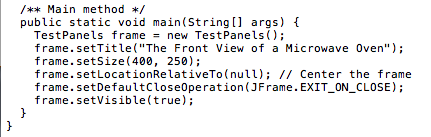 /** Main method */
public static void main(String[] args) {
TestPanels frame = new TestPanels();
frame.setTitle("The Front View of a Microwave Oven");
frame.setSize(400, 250);
frame.setLocationRelativeTo(null); // Center the frame
frame.setDefaultCloseOperation(JFrame.EXIT_ON_CLOSE);
frame.setVisible(true);
}
}